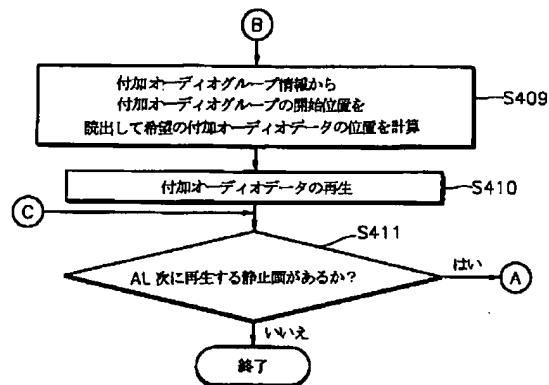 B
付加オーディオグループ情報から
付加オーディオグループの開始位置を
読出して希望の付加オーディオデータの位置を計算
S409
付加オーディオデータの再生
S410
C
S411
AL 次に再生する静止面があるか?
はい
A
いいえ
終了